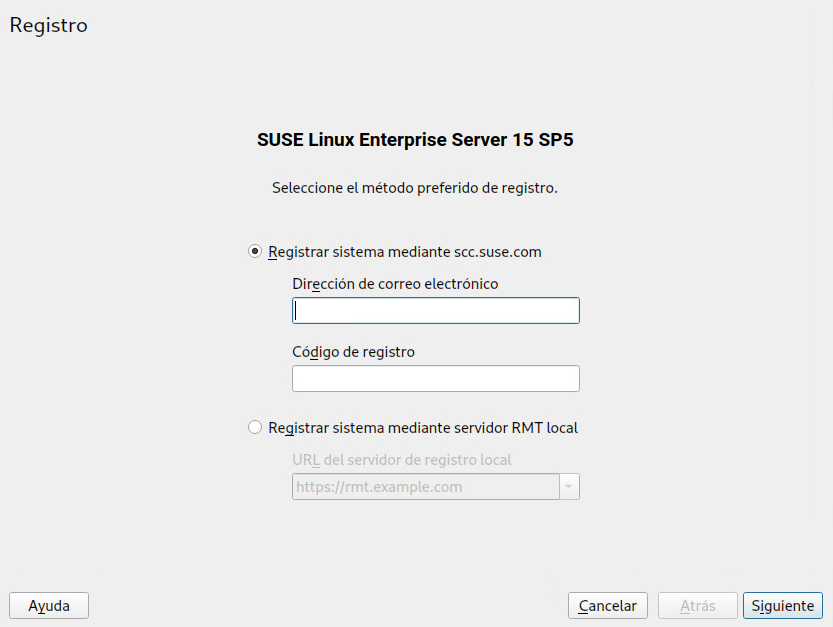 Registro
SUSE Linux Enterprise Server 15 SP5
Seleccione el método preferido de registro.
Registrar sistema mediante scc.suse.com
Dirección de correo electrónico
Código de registro
Registrar sistema mediante servidor RMT local
URL del servidor de registro local
https://rmt.example.com
Ayuda Cancelar Atrás Siguiente